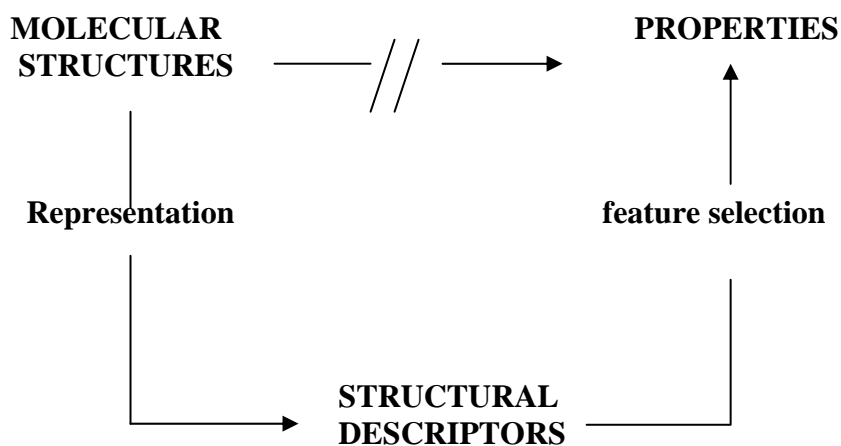 MOLECULAR
STRUCTURES
PROPERTIES
Representation
feature selection
STRUCTURAL
DESCRIPTORS